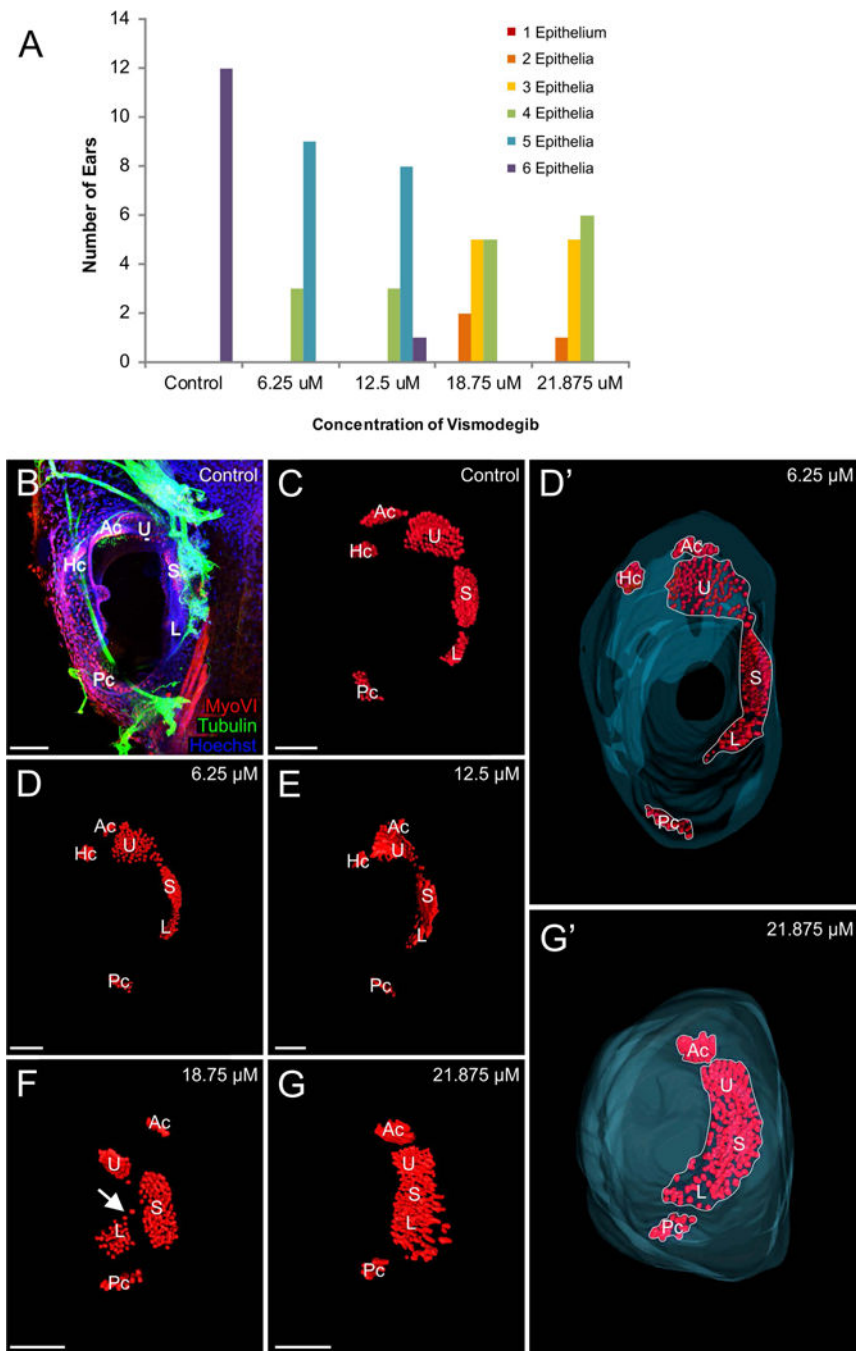 A
14
12
10
8
6
4
2
0
Number of Ears
1 Epithelium
2 Epithelia
3 Epithelia
4 Epithelia
5 Epithelia
6 Epithelia
Control 6.25 uM 12.5 uM 18.75 uM 21.875 uM
Concentration of Vismodegib
B Control
Ac U
Hc S
L
Pc
MyoVI
Tubulin
Hoechst
C Control
Ac
U
Hc
S
L
Pc
D' 6.25 µM
Ac
Hc U
S
L
Pc
D 6.25 µM
Ac
U
Hc
S
L
Pc
E 12.5 µM
Ac
U
Hc
S
L
Pc
F 18.75 µM
Ac
U
S
L
Pc
G 21.875 µM
Ac
U
S
L
Pc
G' 21.875 µM
Ac
U
S
L
Pc